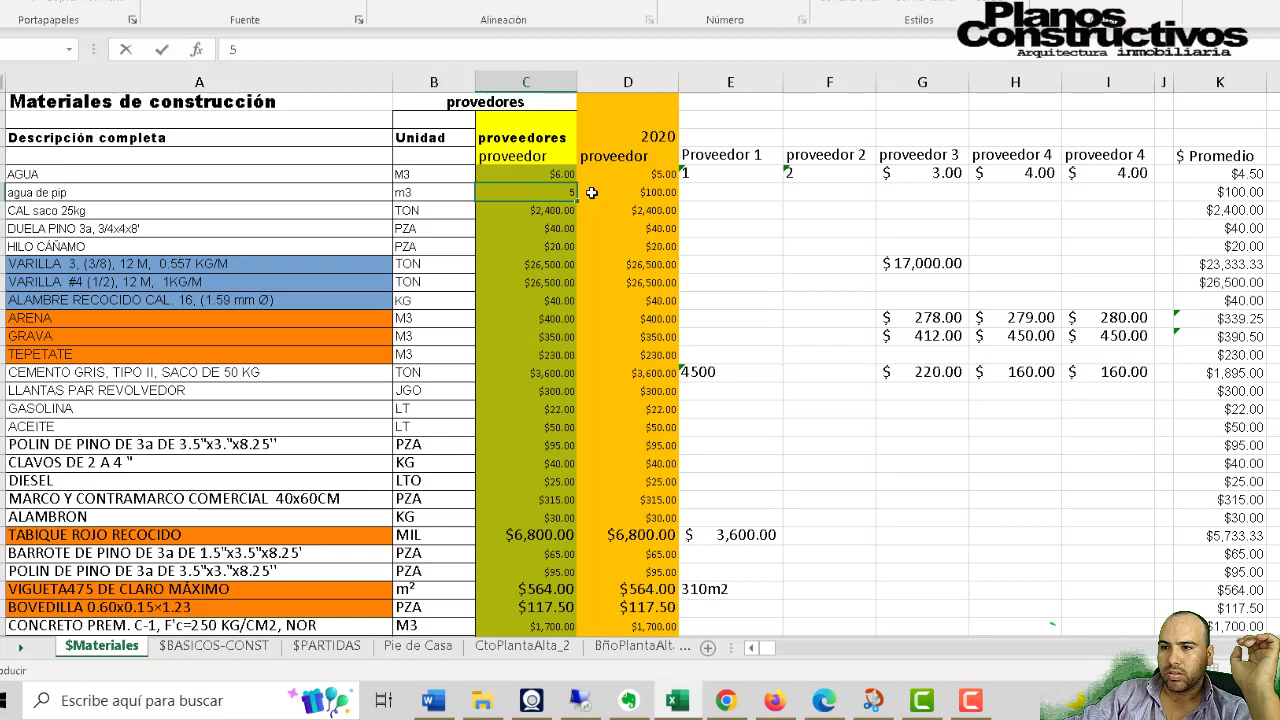 Portapapeles Fuente Alineación Número Estilos
Planos
Constructivos
Arquitectura inmobiliaria
5
A B C D E F G H I J K
Materiales de construcción provedores
Descripción completa Unidad proveedores 2020
proveedor proveedor Proveedor 1 proveedor 2 proveedor 3 proveedor 4 proveedor 4 $ Promedio
AGUA M3 $6.00 $5.00 1 2 $ 3.00 $ 4.00 $ 4.00 $4.50
agua de pip m3 5 $100.00 $100.00
CAL saco 25kg TON $2,400.00 $2,400.00 $2,400.00
DUELA PINO 3a, 3/4x4x8' PZA $40.00 $40.00 $40.00
HILO CÁÑAMO PZA $20.00 $20.00 $20.00
VARILLA 3, (3/8), 12 M, 0.557 KG/M TON $26,500.00 $26,500.00 $17,000.00 $23,333.33
VARILLA #4 (1/2), 12 M, 1KG/M TON $26,500.00 $26,500.00 $26,500.00
ALAMBRE RECOCIDO CAL. 16, (1.59 mm Ø) KG $40.00 $40.00 $40.00
ARENA M3 $400.00 $400.00 $ 278.00 $ 279.00 $ 280.00 $339.25
GRAVA M3 $350.00 $350.00 $ 412.00 $ 450.00 $ 450.00 $390.50
TEPETATE M3 $230.00 $230.00 $230.00
CEMENTO GRIS, TIPO II, SACO DE 50 KG TON $3,600.00 $3,600.00 4500 $ 220.00 $ 160.00 $ 160.00 $1,895.00
LLANTAS PAR REVOLVEDOR JGO $300.00 $300.00 $300.00
GASOLINA LT $22.00 $22.00 $22.00
ACEITE LT $50.00 $50.00 $50.00
POLIN DE PINO DE 3a DE 3.5"x3."x8.25'' PZA $95.00 $95.00 $95.00
CLAVOS DE 2 A 4 " KG $40.00 $40.00 $40.00
DIESEL LTO $25.00 $25.00 $25.00
MARCO Y CONTRAMARCO COMERCIAL 40x60CM PZA $315.00 $315.00 $315.00
ALAMBRON KG $30.00 $30.00 $30.00
TABIQUE ROJO RECOCIDO MIL $6,800.00 $6,800.00 $ 3,600.00 $5,733.33
BARROTE DE PINO DE 3a DE 1.5"x3.5"x8.25' PZA $65.00 $65.00 $65.00
POLIN DE PINO DE 3a DE 3.5"x3.5"x8.25' PZA $95.00 $95.00 $95.00
VIGUETA475 DE CLARO MÁXIMO m² $564.00 $564.00 310m2 $564.00
BOVEDILLA 0.60x0.15×1.23 PZA $117.50 $117.50 $117.50
CONCRETO PREM. C-1, F'c=250 KG/CM2, NOR M3 $1,700.00 $1,700.00 $1,700.00
$Materiales $BASICOS-CONST $PARTIDAS Pie de Casa CtoPlantaAlta_2 BñoPlantaAlt ...
ducir
Escribe aquí para buscar